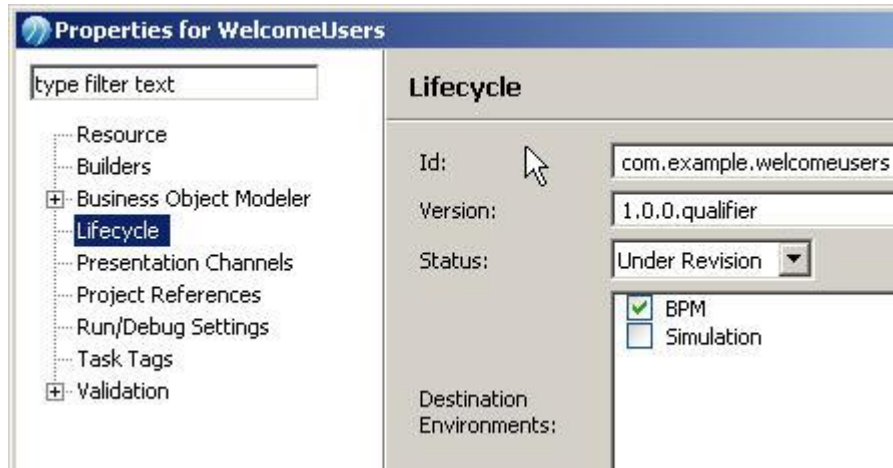 Properties for WelcomeUsers
type filter text
Resource
Builders
Business Object Modeler
Lifecycle
Presentation Channels
Project References
Run/Debug Settings
Task Tags
Validation
Lifecycle
Id: com.example.welcomeusers
Version: 1.0.0.qualifier
Status: Under Revision
BPM
Simulation
Destination
Environments: